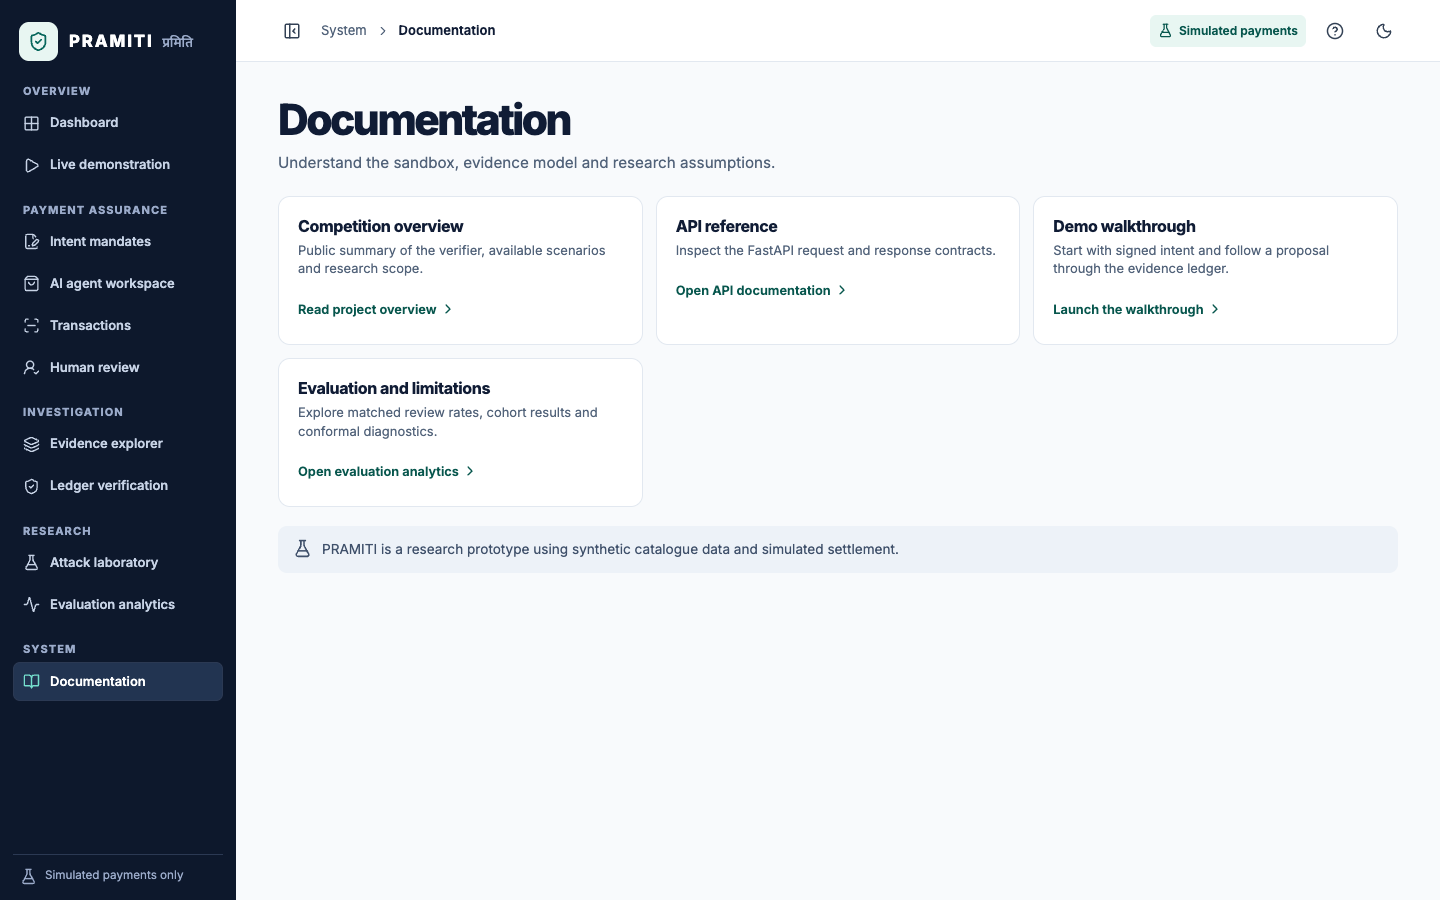 PRAMITI प्रमिति
OVERVIEW
Dashboard
Live demonstration
PAYMENT ASSURANCE
Intent mandates
AI agent workspace
Transactions
Human review
INVESTIGATION
Evidence explorer
Ledger verification
RESEARCH
Attack laboratory
Evaluation analytics
SYSTEM
Documentation
Simulated payments only
System
Documentation
Simulated payments
Documentation
Understand the sandbox, evidence model and research assumptions.
Competition overview
Public summary of the verifier, available scenarios
and research scope.
Read project overview
API reference
Inspect the FastAPI request and response contracts.
Open API documentation
Demo walkthrough
Start with signed intent and follow a proposal
through the evidence ledger.
Launch the walkthrough
Evaluation and limitations
Explore matched review rates, cohort results and
conformal diagnostics.
Open evaluation analytics
PRAMITI is a research prototype using synthetic catalogue data and simulated settlement.